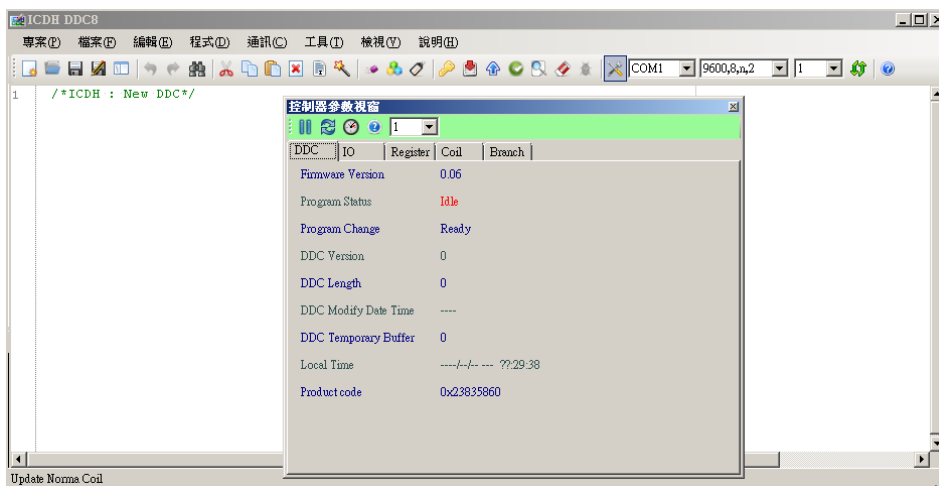 ICDH DDC8
專案(P) 檔案(F) 編輯(E) 程式(D) 通訊(C) 工具(T) 檢視(V) 說明(H)
COM1 9600,8,n,2 1
1 /*ICDH : New DDC*/
控制器參數視窗
1
DDC IO Register Coil Branch
Firmware Version 0.06
Program Status Idle
Program Change Ready
DDC Version 0
DDC Length 0
DDC Modify Date Time ----
DDC Temporary Buffer 0
Local Time ----/--/-- --- ??:29:38
Product code 0x23835860
Update Norma Coil